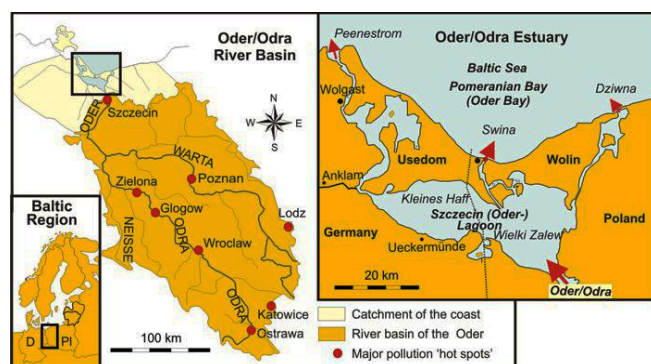 Oder/Odra
River Basin
ODER
Szczecin
N
W
E
S
WARTA
Zielona
Poznan
Glogow
Lodz
NEISSE
ODRA
Wroclaw
ODRA
Katowice
Ostrawa
100 km
Baltic
Region
D
Pl
Catchment of the coast
River basin of the Oder
Major pollution 'hot spots'
Oder/Odra Estuary
Peenestrom
Baltic Sea
Pomeranian Bay
(Oder Bay)
Dziwna
Wolgast
Swina
Usedom
Wolin
Anklam
Kleines Haff
Szczecin (Oder-)
Lagoon
Poland
Germany
Ueckermünde
Wielki Zalew
20 km
Oder/Odra